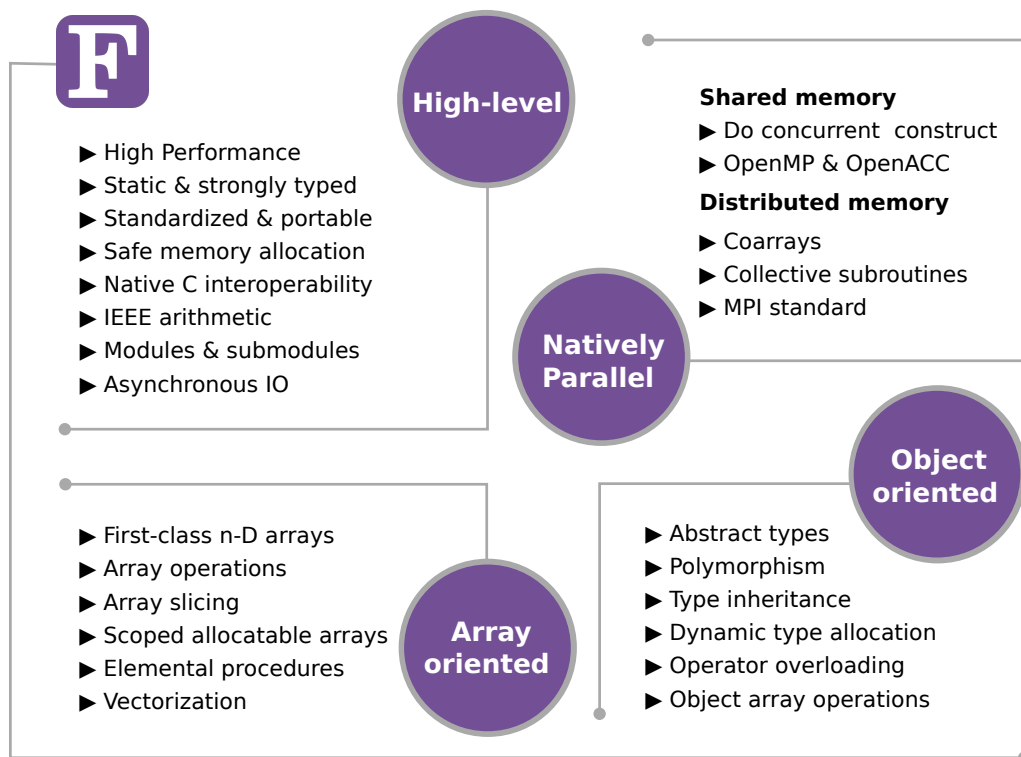 F
High-level
▶ High Performance
▶ Static & strongly typed
▶ Standardized & portable
▶ Safe memory allocation
▶ Native C interoperability
▶ IEEE arithmetic
▶ Modules & submodules
▶ Asynchronous IO
Shared memory
▶ Do concurrent construct
▶ OpenMP & OpenACC
Distributed memory
▶ Coarrays
▶ Collective subroutines
▶ MPI standard
Natively
Parallel
▶ First-class n-D arrays
▶ Array operations
▶ Array slicing
▶ Scoped allocatable arrays
▶ Elemental procedures
▶ Vectorization
Array
oriented
Object
oriented
▶ Abstract types
▶ Polymorphism
▶ Type inheritance
▶ Dynamic type allocation
▶ Operator overloading
▶ Object array operations